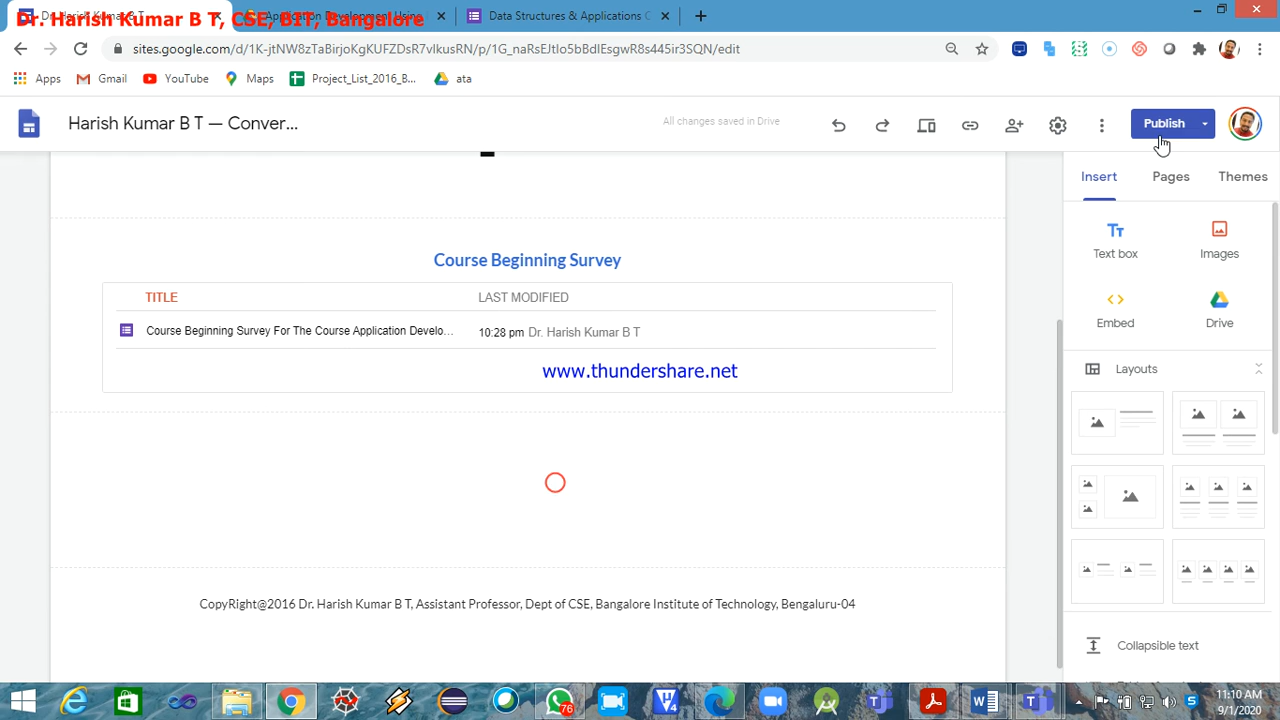 Dr. Harish Kumar B T, CSE, BIT, Bangalore
Data Structures & Applications C
sites.google.com/d/1K-jtNW8zTaBirjoKgKUFZDsR7vlkusRN/p/1G_naRsEJtIo5bBdlEsgwR8s445ir3SQN/edit
Apps
Gmail
YouTube
Maps
Project_List_2016_B...
ata
Harish Kumar B T — Conver...
All changes saved in Drive
Publish
Insert
Pages
Themes
Text box
Images
Embed
Drive
Layouts
Collapsible text
Course Beginning Survey
TITLE
LAST MODIFIED
Course Beginning Survey For The Course Application Develo...
10:28 pm Dr. Harish Kumar B T
www.thundershare.net
CopyRight@2016 Dr. Harish Kumar B T, Assistant Professor, Dept of CSE, Bangalore Institute of Technology, Bengaluru-04
76
11:10 AM
9/1/2020